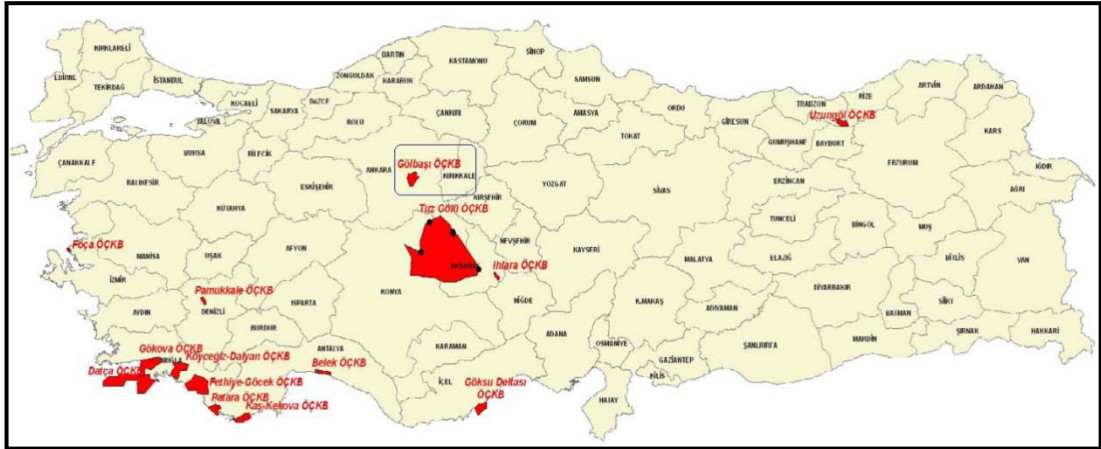 KIRKLARELİ
EDİRNE
TEKİRDAĞ
İSTANBUL
KOCAELİ
YALOVA
SAKARYA
DÜZCE
ZONGULDAK
BARTIN
KARABÜK
KASTAMONU
SİNOP
SAMSUN
BOLU
ÇANKIRI
ÇORUM
AMASYA
ORDU
GİRESUN
TRABZON
RİZE
ARTVİN
ARDAHAN
Uzungöl ÖÇKB
GÜMÜŞHANE
BAYBURT
KARS
ÇANAKKALE
BURSA
BİLECİK
ANKARA
Gölbaşı ÖÇKB
KIRIKKALE
TOKAT
ERZURUM
IĞDIR
BALIKESİR
ESKİŞEHİR
KIRŞEHİR
YOZGAT
SİVAS
ERZİNCAN
AĞRI
KÜTAHYA
Tuz Gölü ÖÇKB
TUNCELİ
BİNGÖL
MUŞ
Foça ÖÇKB
MANİSA
UŞAK
AFYON
NEVŞEHİR
KAYSERİ
MALATYA
ELAZIĞ
BİTLİS
VAN
İZMİR
AKSARAY
Ihlara ÖÇKB
Pamukkale ÖÇKB
KONYA
NİĞDE
K.MARAŞ
ADIYAMAN
DİYARBAKIR
BATMAN
SİİRT
AYDIN
DENİZLİ
ISPARTA
BURDUR
ADANA
OSMANİYE
GAZİANTEP
ŞANLIURFA
MARDİN
ŞIRNAK
HAKKARİ
Gökova ÖÇKB
MUĞLA
Köyceğiz-Dalyan ÖÇKB
ANTALYA
Belek ÖÇKB
KARAMAN
KİLİS
Datça ÖÇKB
Fethiye-Göcek ÖÇKB
İÇEL
Göksu Deltası
ÖÇKB
HATAY
Patara ÖÇKB
Kaş-Kekova ÖÇKB